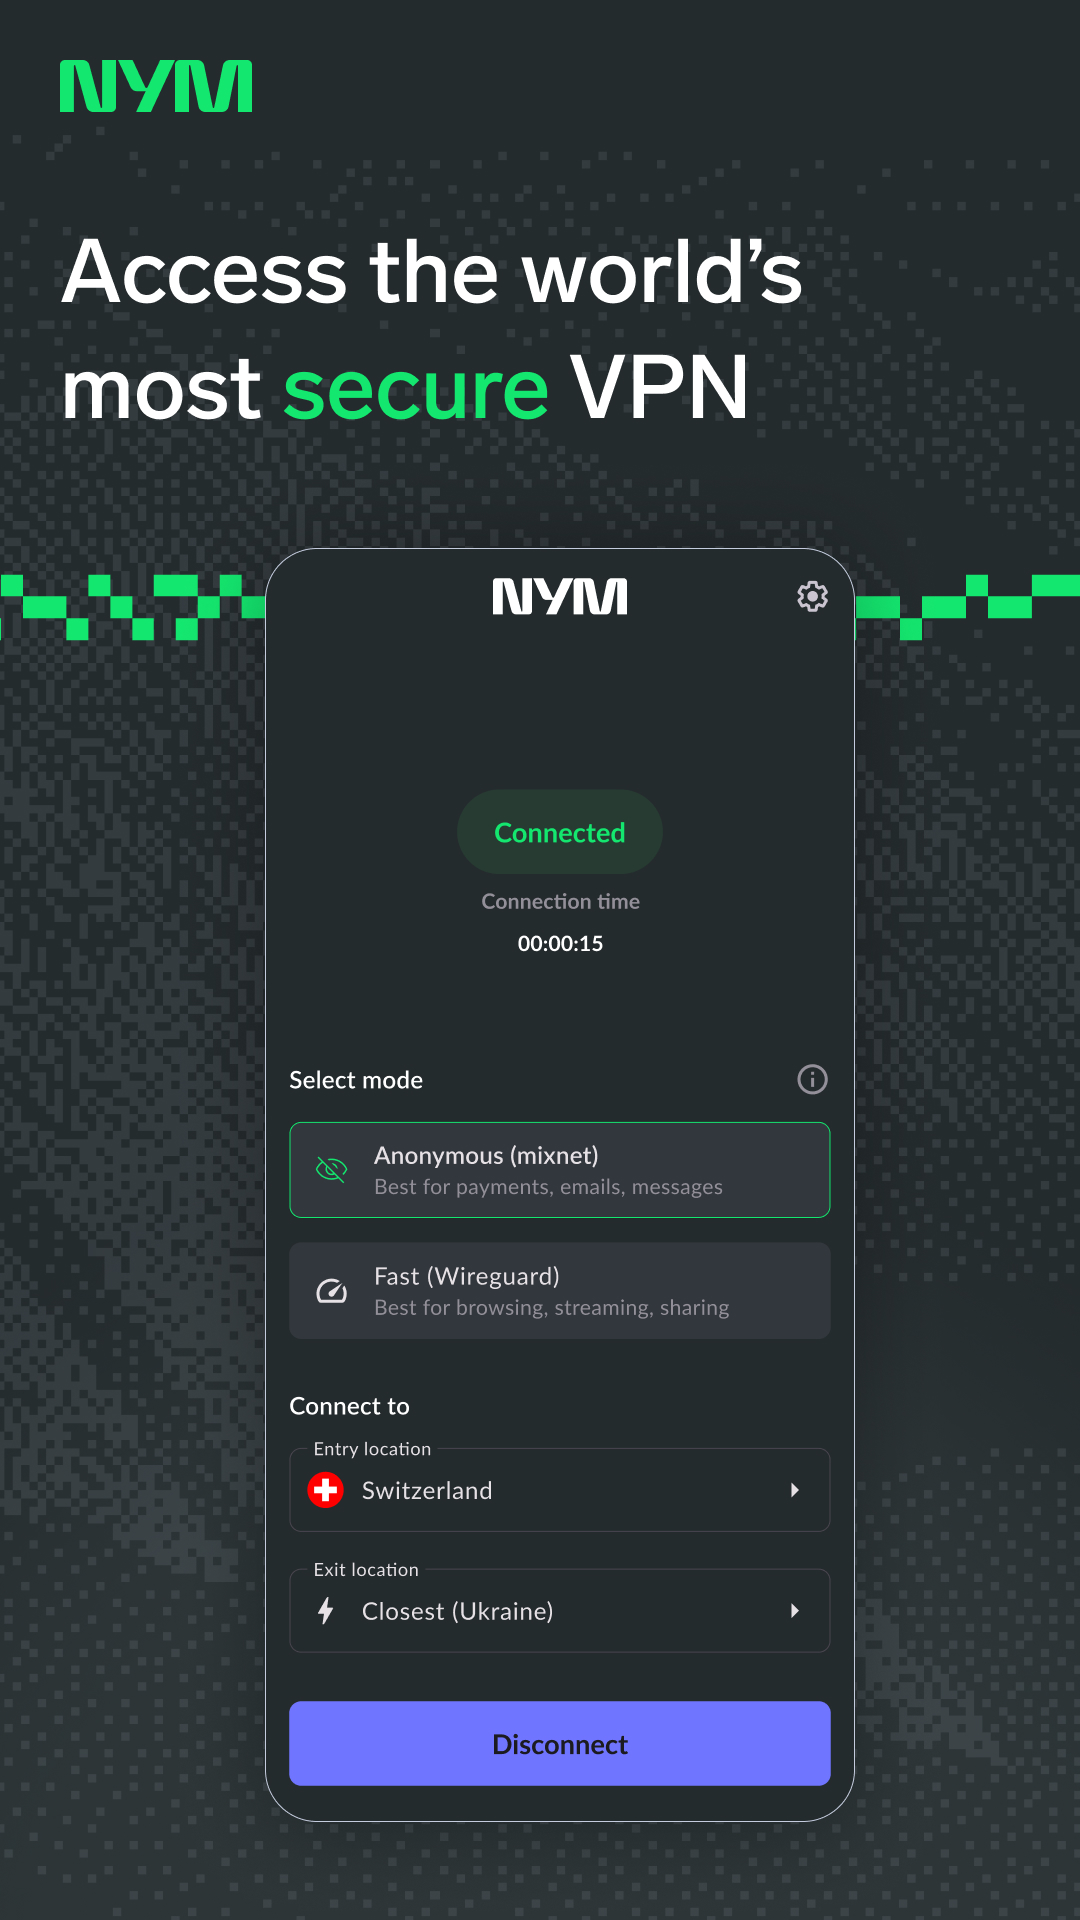 NYM
Access the world’s
most secure VPN
NYM
Connected
Connection time
00:00:15
Select mode
Anonymous (mixnet)
Best for payments, emails, messages
Fast (Wireguard)
Best for browsing, streaming, sharing
Connect to
Entry location
Switzerland
Exit location
Closest (Ukraine)
Disconnect